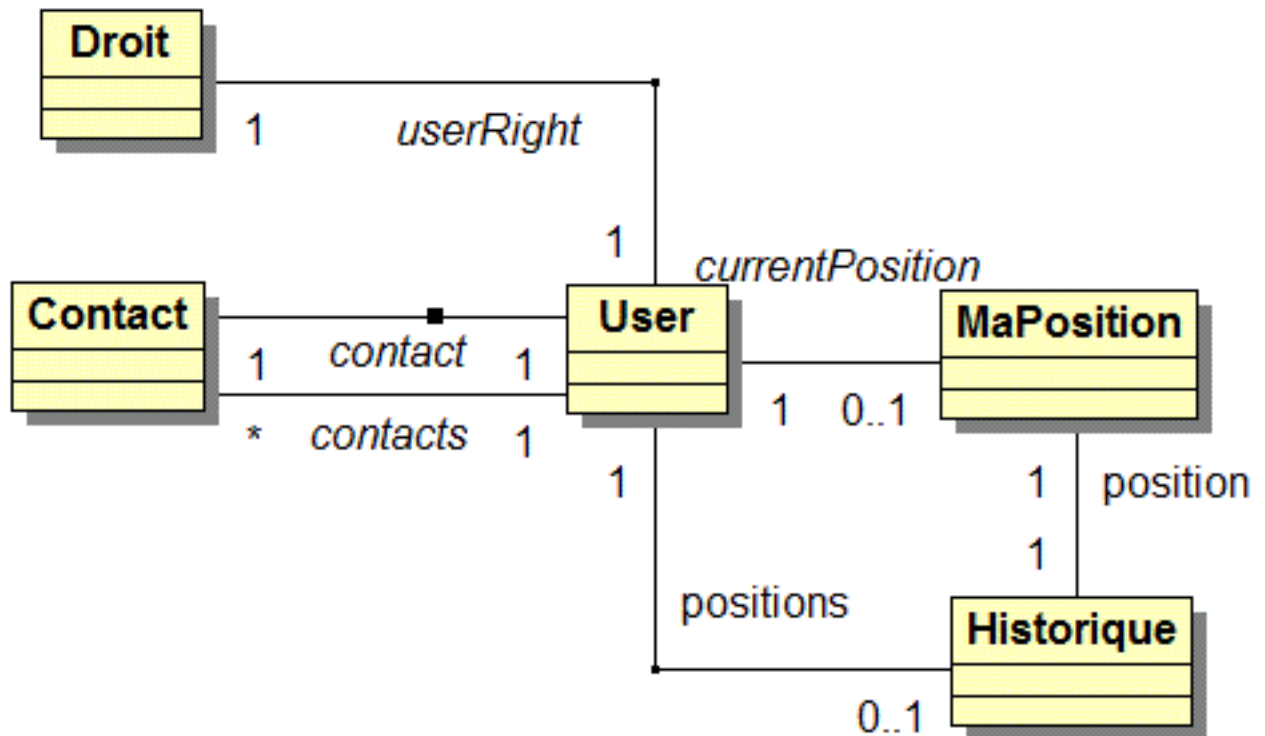 Droit
1
userRight
1
currentPosition
Contact
User
MaPosition
1
contact
1
*
contacts
1
1
0..1
1
1
position
1
positions
Historique
0..1